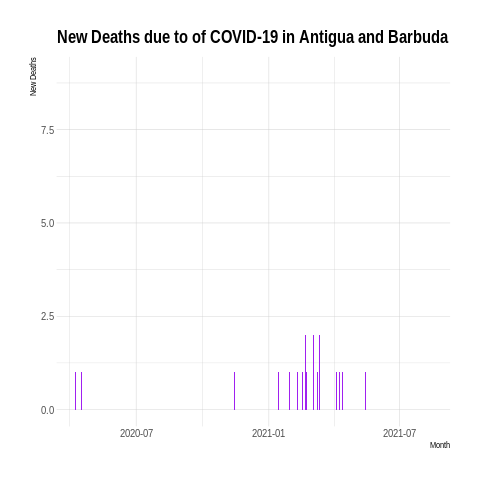 New Deaths due to of COVID-19 in Antigua and Barbuda
New Deaths
7.5
5.0
2.5
0.0
2020-07
2021-01
2021-07
Month